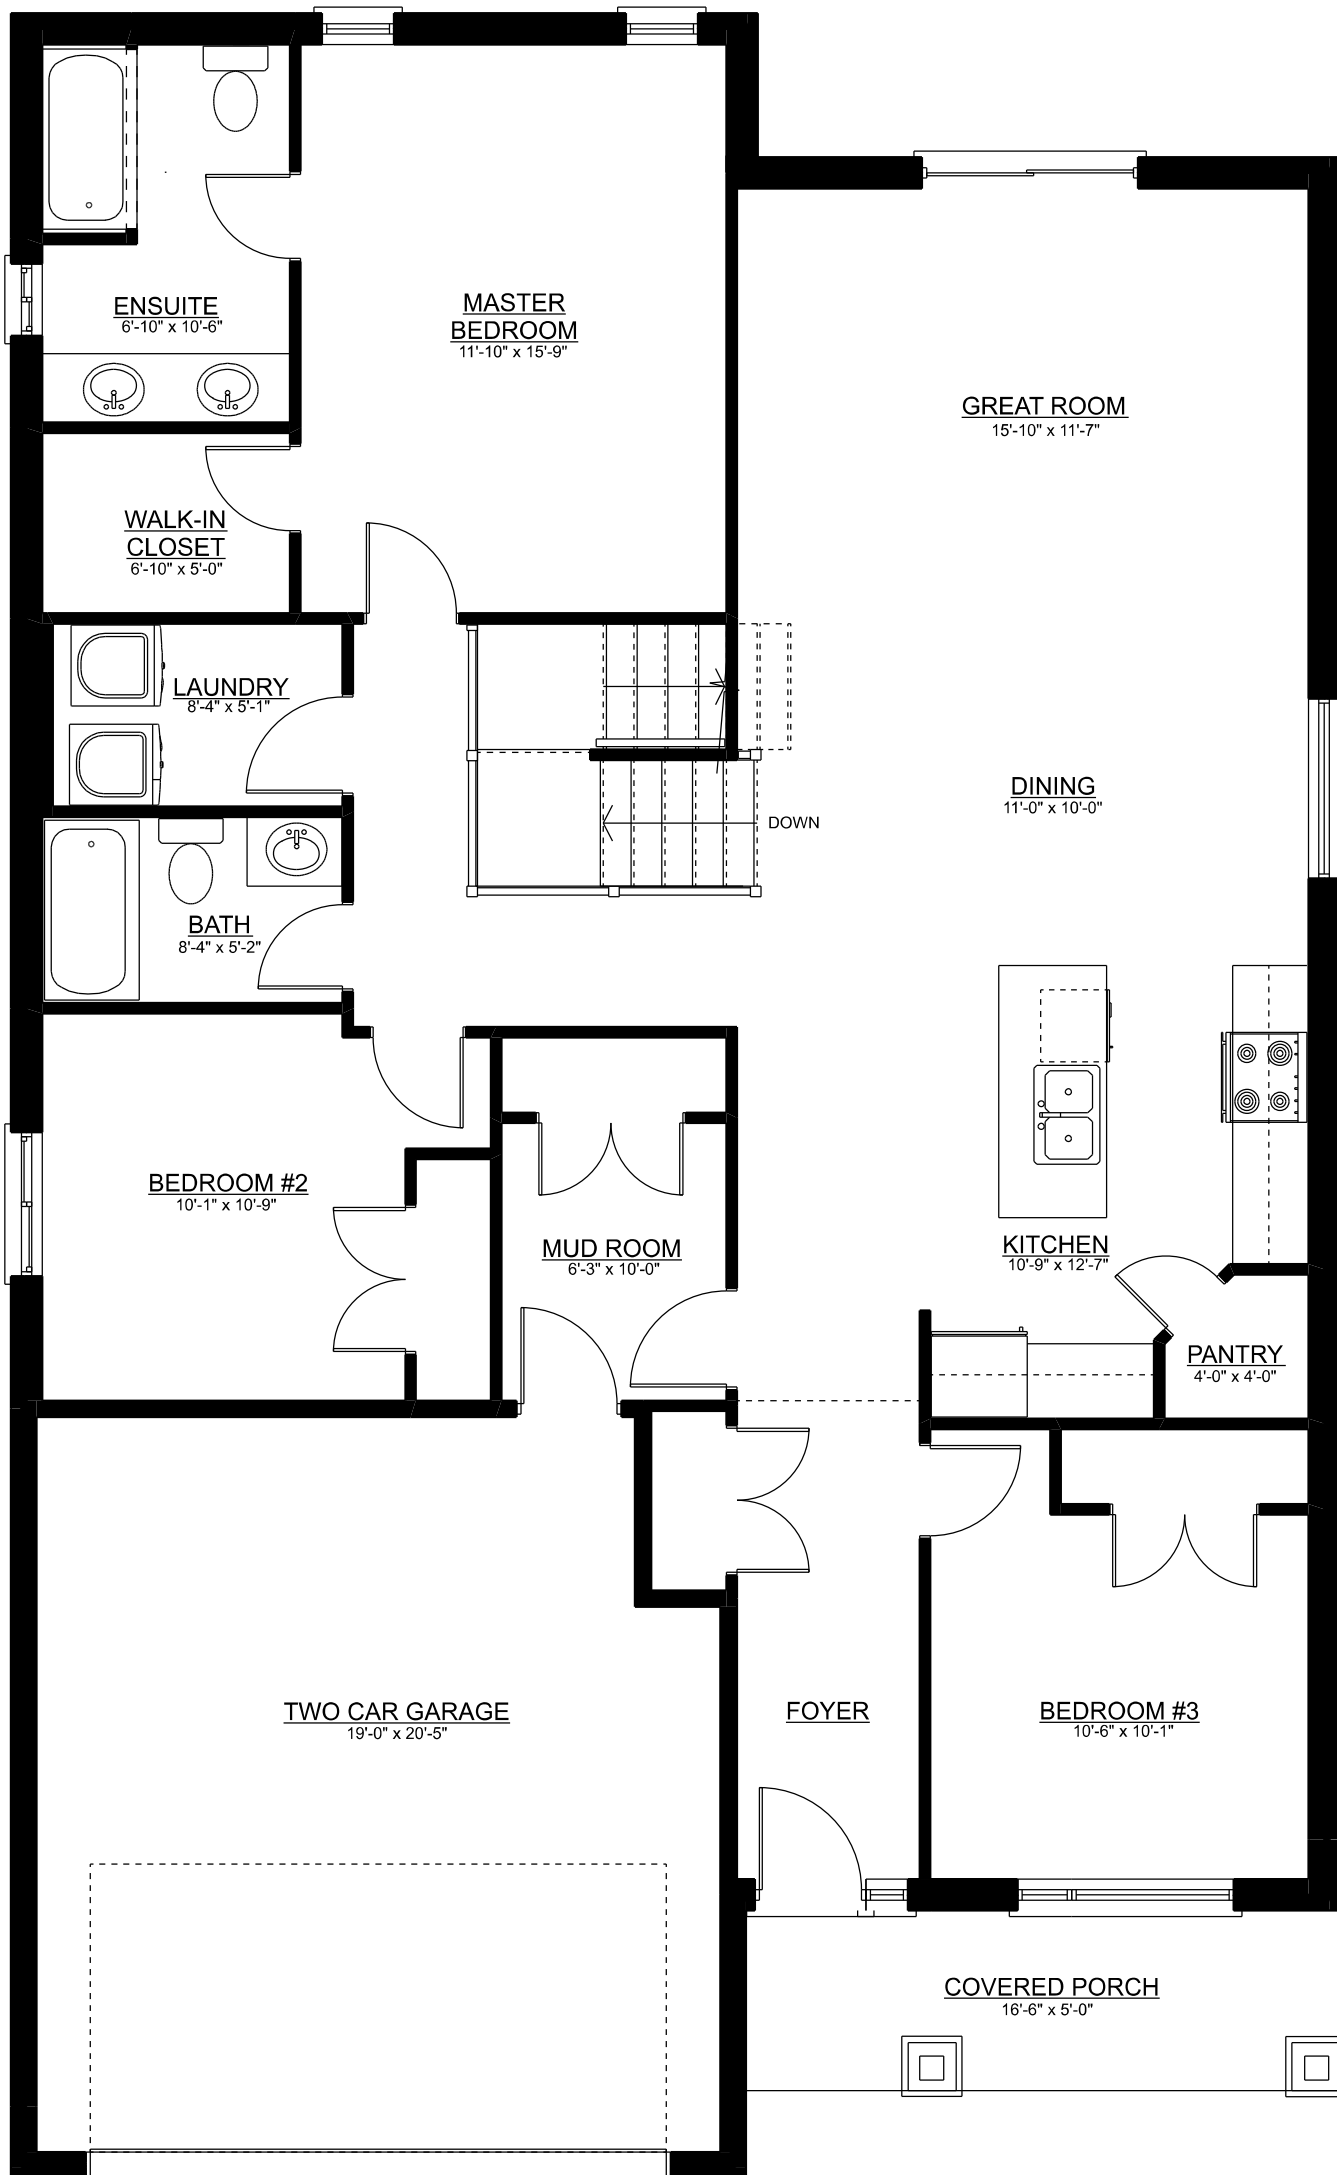 ENSUITE
6'-10" x 10'-6"
MASTER
BEDROOM
11'-10" x 15'-9"
GREAT ROOM
15'-10" x 11'-7"
WALK-IN
CLOSET
6'-10" x 5'-0"
LAUNDRY
8'-4" x 5'-1"
DINING
11'-0" x 10'-0"
DOWN
BATH
8'-4" x 5'-2"
BEDROOM #2
10'-1" x 10'-9"
MUD ROOM
6'-3" x 10'-0"
KITCHEN
10'-9" x 12'-7"
PANTRY
4'-0" x 4'-0"
TWO CAR GARAGE
19'-0" x 20'-5"
FOYER
BEDROOM #3
10'-6" x 10'-1"
COVERED PORCH
16'-6" x 5'-0"